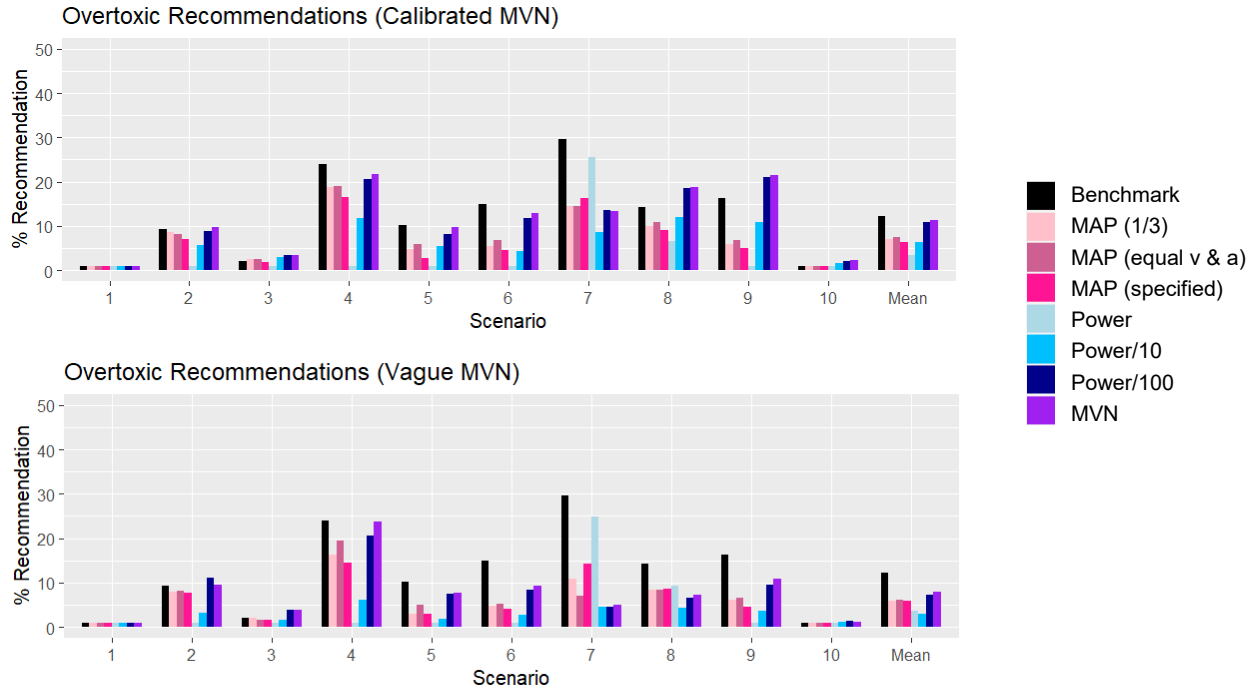 Overtoxic Recommendations (Calibrated MVN)
% Recommendation
50
40
30
20
10
0
1 2 3 4 5 6 7 8 9 10 Mean
Scenario
Overtoxic Recommendations (Vague MVN)
% Recommendation
50
40
30
20
10
0
1 2 3 4 5 6 7 8 9 10 Mean
Scenario
Benchmark
MAP (1/3)
MAP (equal v & a)
MAP (specified)
Power
Power/10
Power/100
MVN